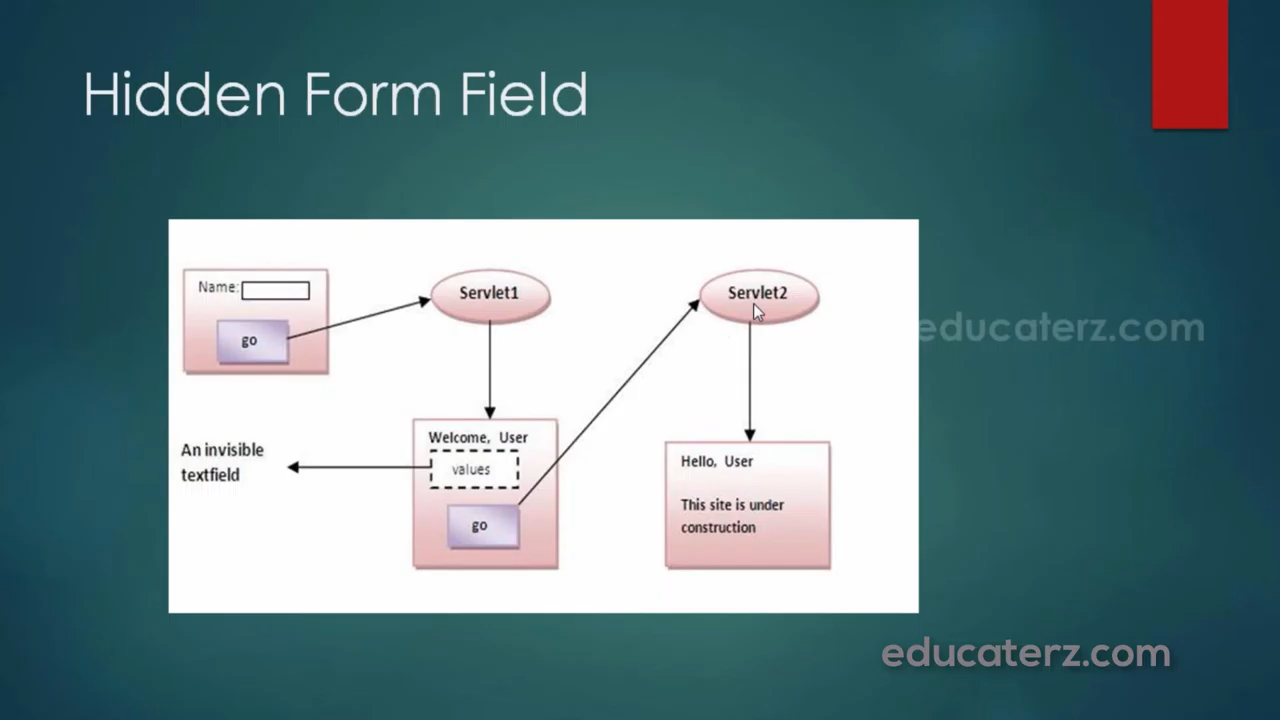 Hidden Form Field
Name:
go
Servlet1
Servlet2
educaterz.com
An invisible
textfield
Welcome, User
values
go
Hello, User
This site is under
construction
educaterz.com